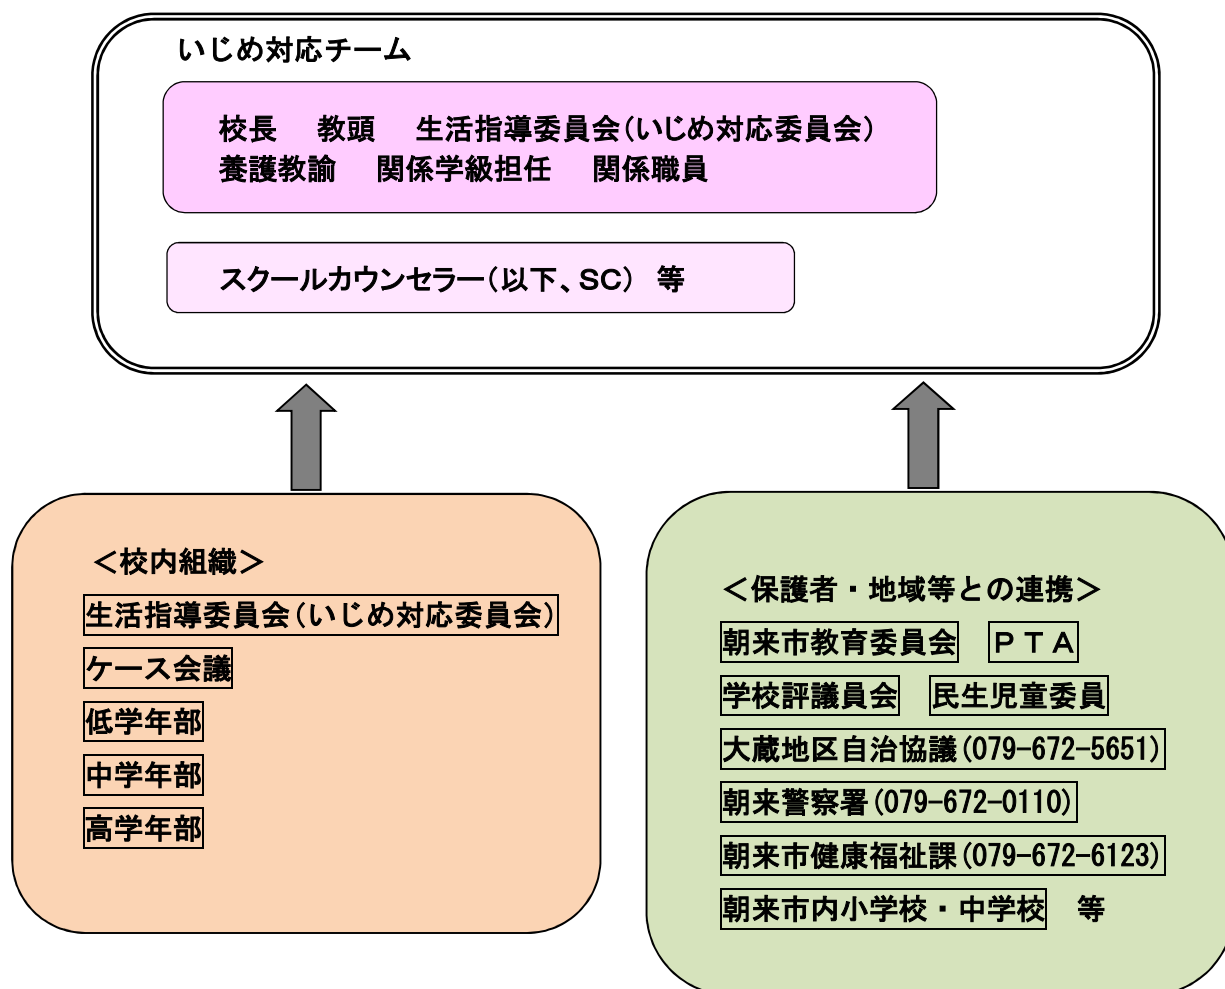 いじめ対応チーム
校長　教頭　生活指導委員会（いじめ対応委員会）
養護教諭　関係学級担任　関係職員
スクールカウンセラー（以下、SC）　等
＜校内組織＞
生活指導委員会（いじめ対応委員会）
ケース会議
低学年部
中学年部
高学年部
＜保護者・地域等との連携＞
朝来市教育委員会　ＰＴＡ
学校評議員会　民生児童委員
大蔵地区自治協議(079-672-5651)
朝来警察署(079-672-0110)
朝来市健康福祉課(079-672-6123)
朝来市内小学校・中学校　等